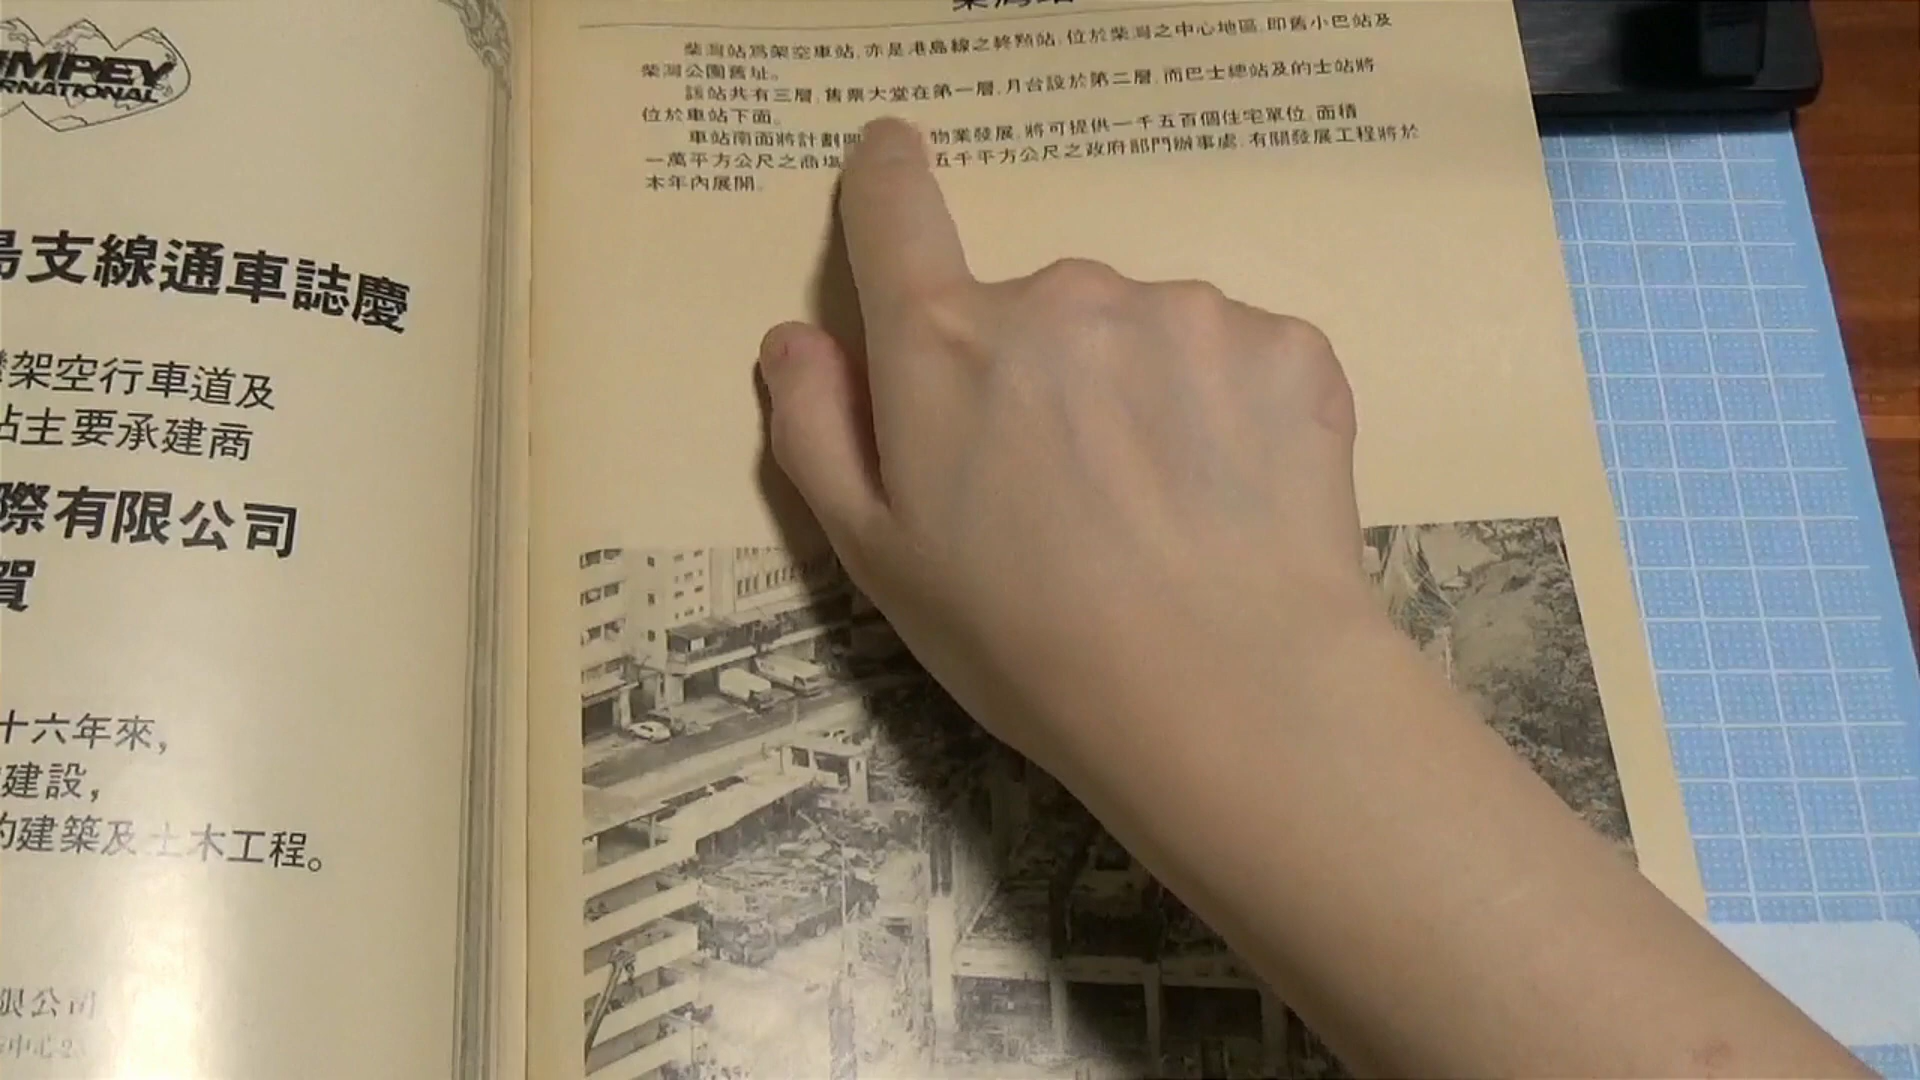 IMPEY
RNATIONAL
島支線通車誌慶
架空行車道及
站主要承建商
際有限公司
賀
十六年來,
建設,
的建築及土木工程。
限公司
中心2
柴灣站
柴灣站爲架空車站,亦是港島線之終點站,位於柴灣之中心地區,即舊小巴站及
柴灣公園舊址。
該站共有三層,售票大堂在第一層,月台設於第二層,而巴士總站及的士站將
位於車站下面。
車站南面將計劃 物業發展,將可提供一千五百個住宅單位,面積
一萬平方公尺之商場 五千平方公尺之政府部門辦事處,有關發展工程將於
本年內展開。